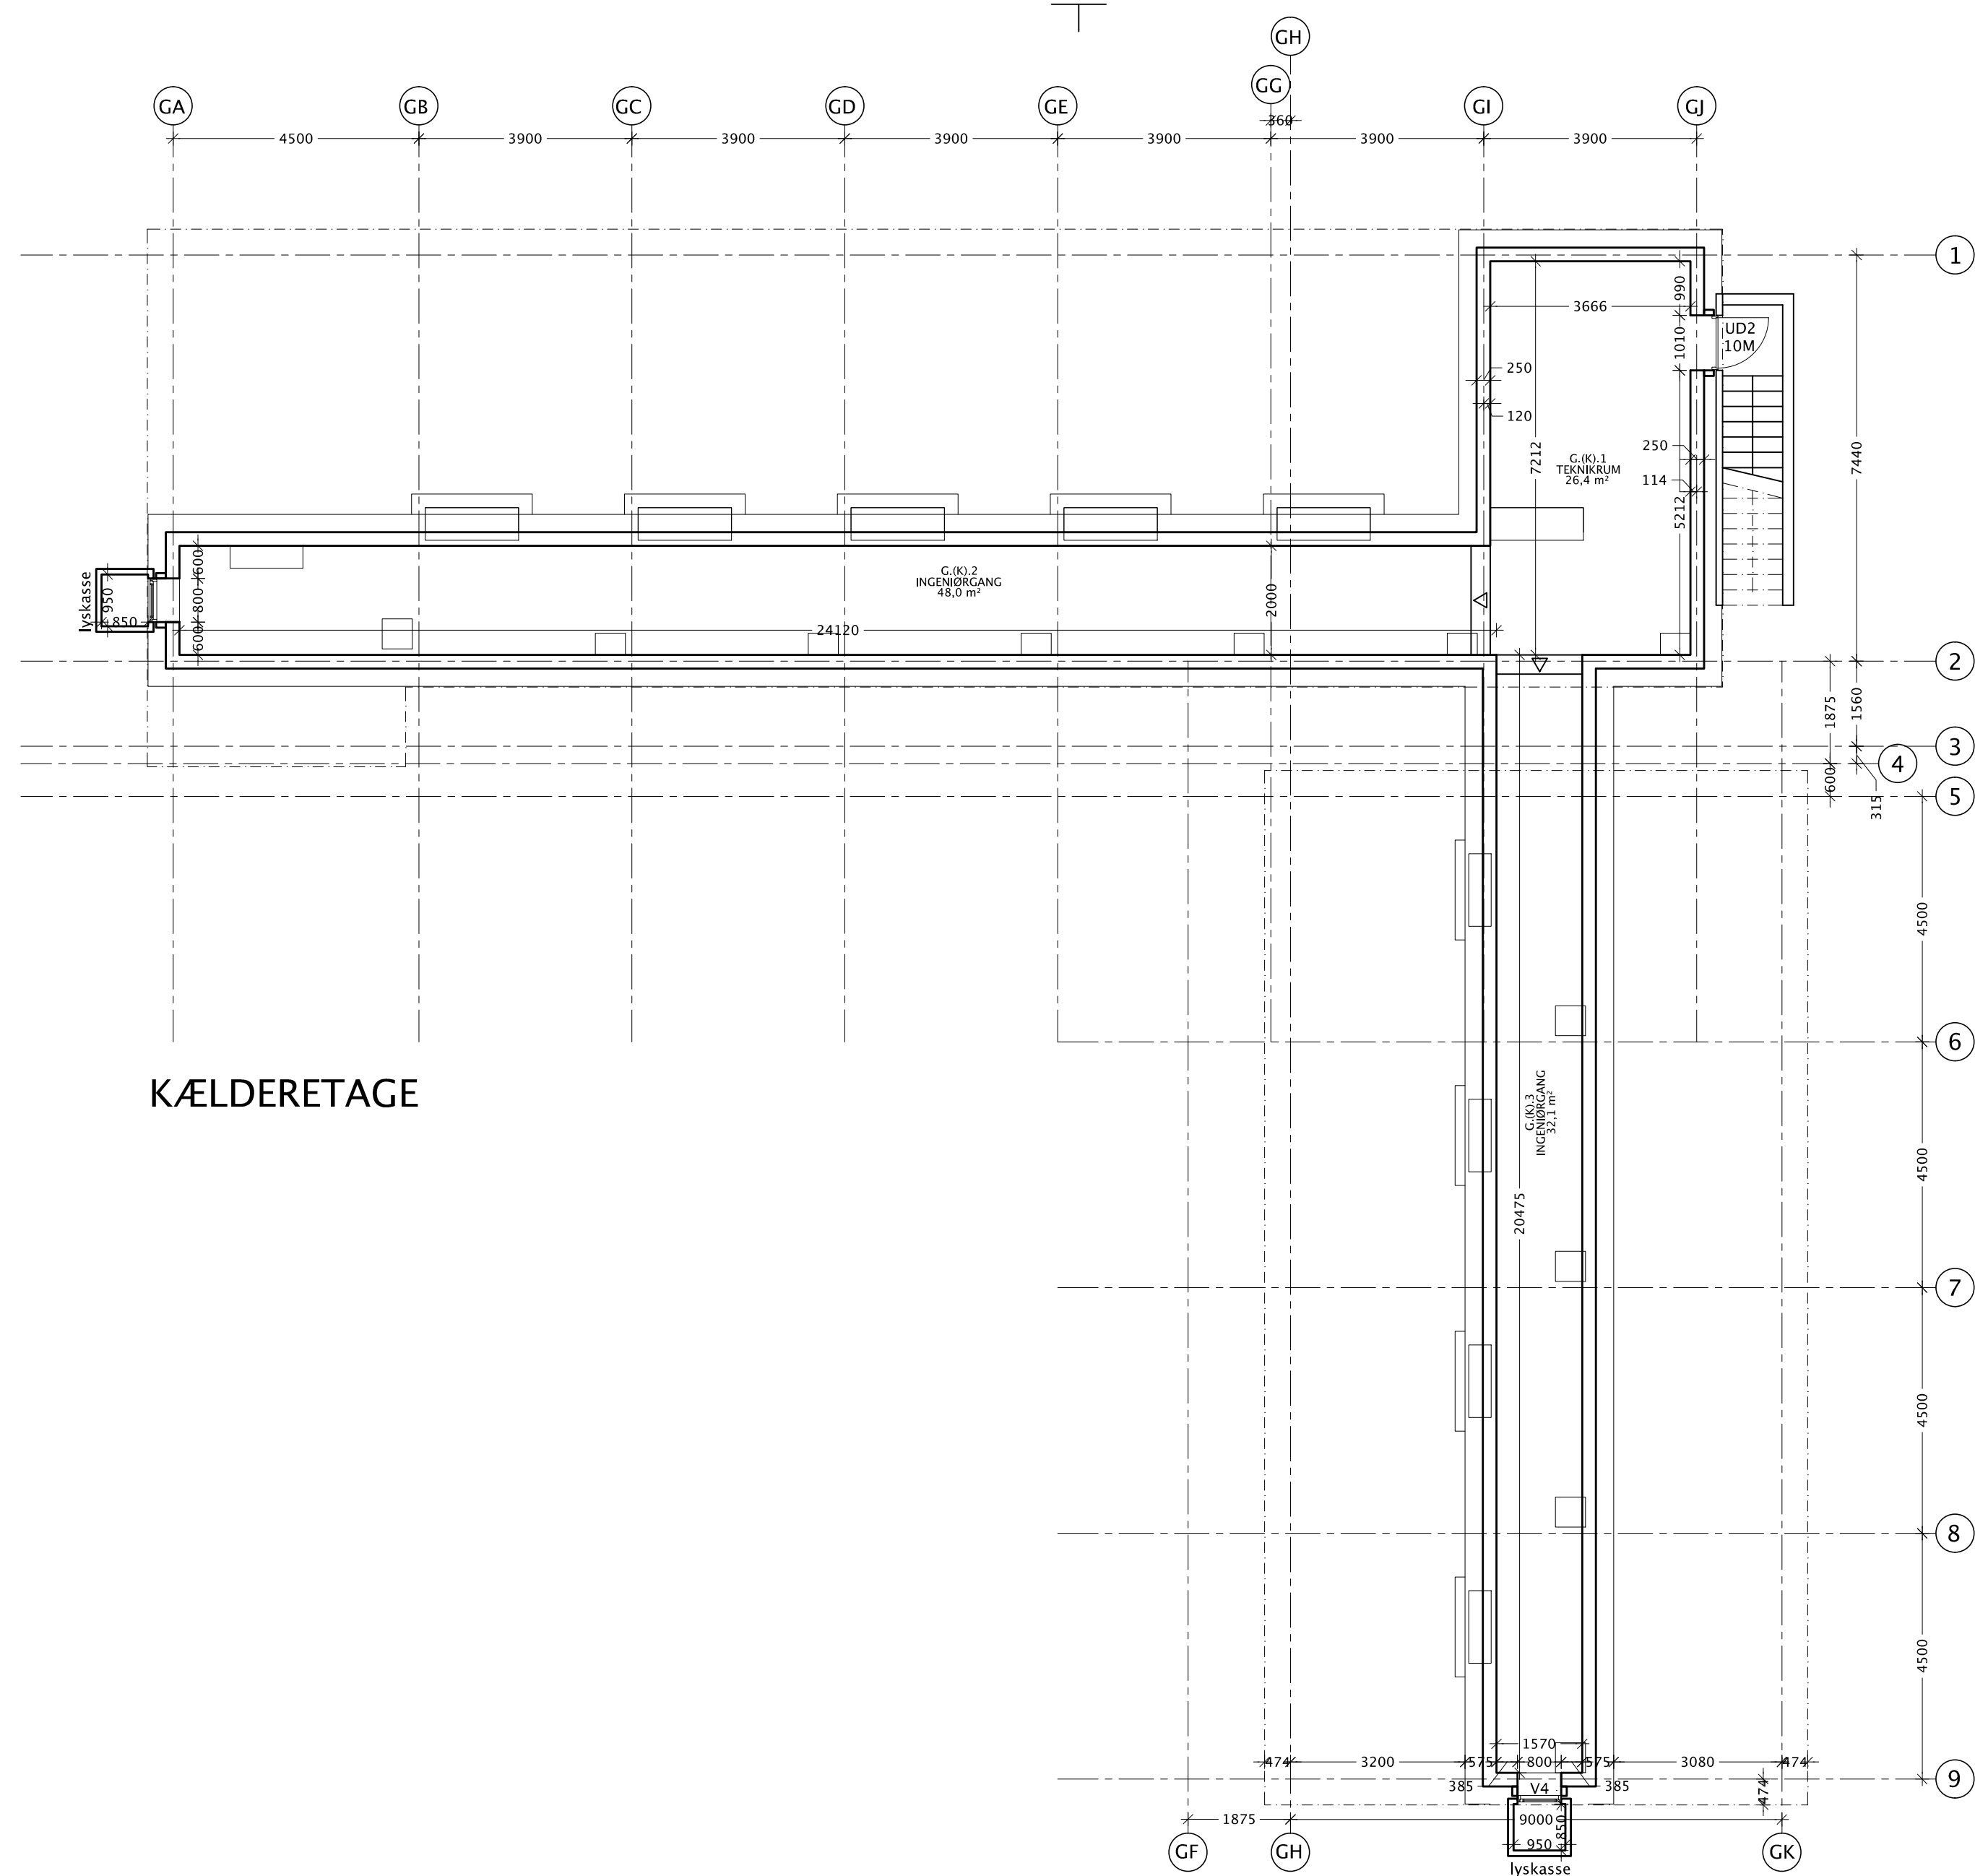 GH
GG
GA
GB
GC
GD
GE
GI
GJ
360
4500
3900
3900
3900
3900
3900
3900
1
990
3666
UD2
10M
1010
250
120
7212
7440
250
G.(K).1
TEKNIKRUM
26,4 m²
114
5212
600
G.(K).2
INGENIØRGANG
48,0 m²
lyskasse
950
800
2000
850
24120
600
2
1875
1560
3
4
600
5
315
4500
6
KÆLDERETAGE
G.(K).3
INGENIØRGANG
32,1 m²
4500
20475
7
4500
8
4500
1570
474
3200
575
800
575
3080
474
9
385
V4
385
474
1875
9000
850
950
GF
GH
GK
lyskasse